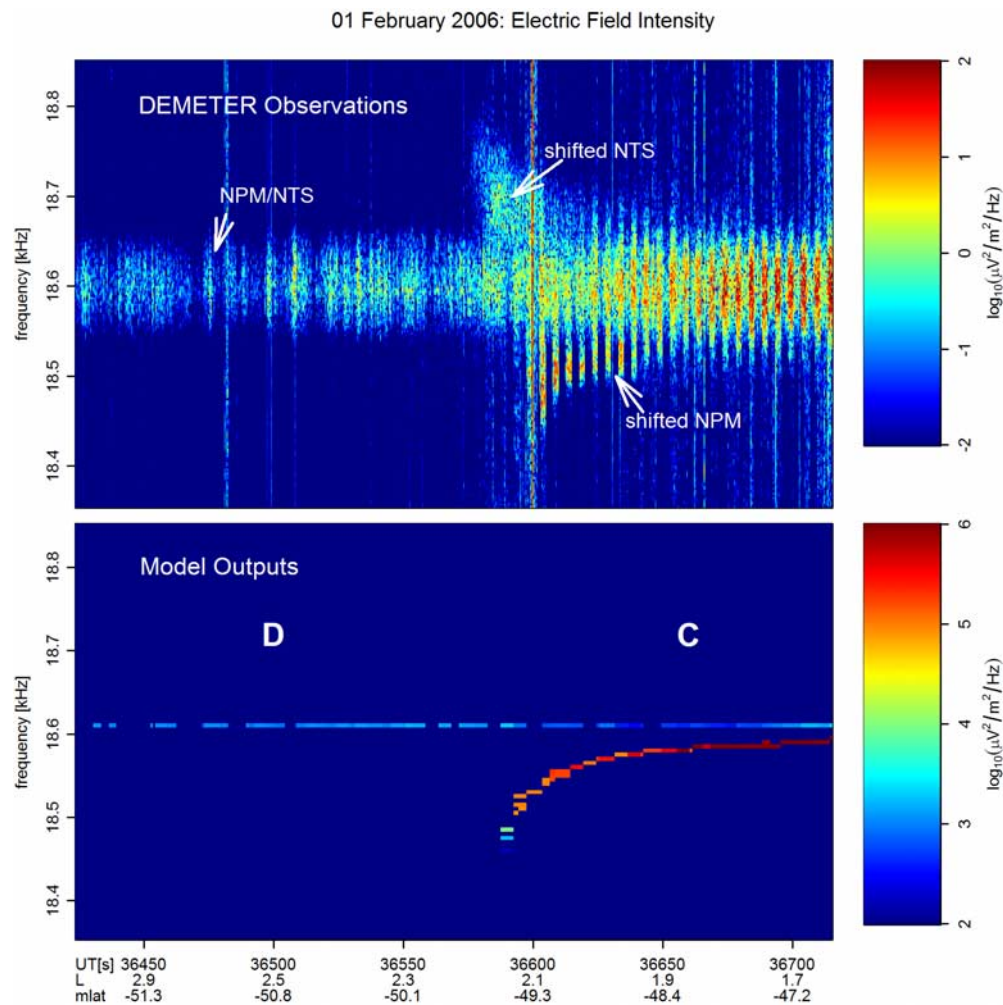 01 February 2006: Electric Field Intensity
DEMETER Observations
NPM/NTS
shifted NTS
shifted NPM
frequency [kHz]
18.8
18.7
18.6
18.5
18.4
2
1
0
-1
-2
log10(μV²/m²/Hz)
Model Outputs
D
C
frequency [kHz]
18.8
18.7
18.6
18.5
18.4
6
5
4
3
2
log10(μV²/m²/Hz)
UT[s] 36450 36500 36550 36600 36650 36700
L 2.9 2.5 2.3 2.1 1.9 1.7
mlat -51.3 -50.8 -50.1 -49.3 -48.4 -47.2